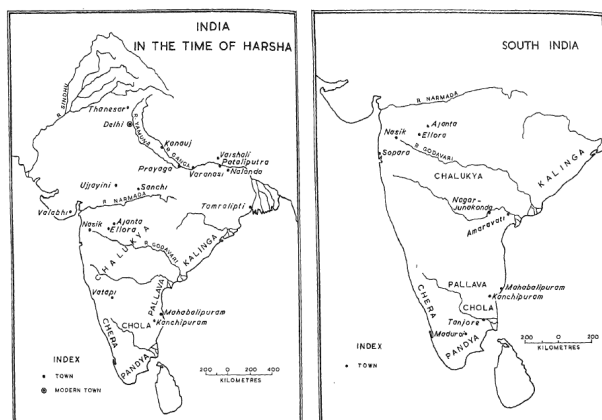 INDIA
IN THE TIME OF HARSHA
R. SINDHU
Thanesar
Delhi
R. YAMUNA
Kanauj
R. GANGA
Vaishali
Pataliputra
Prayaga
Varanasi
Nalanda
Ujjayini
Sanchi
Tamralipti
Valabhi
R. NARMADA
Nasik
Ajanta
Ellora
R. GODAVARI
CHALUKYA
KALINGA
Vatapi
PALLAVA
Mahabalipuram
Kanchipuram
CHOLA
CHERA
PANDYA
INDEX
TOWN
MODERN TOWN
200 0 200 400
KILOMETRES
SOUTH INDIA
R. NARMADA
Ajanta
Nasik
Ellora
R. GODAVARI
Sopara
CHALUKYA
KALINGA
Nagar-
Junakonda
Amaravati
PALLAVA
Mahabalipuram
Kanchipuram
CHOLA
CHERA
Tanjore
Madurai
PANDYA
INDEX
TOWN
200 0 200
KILOMETRES